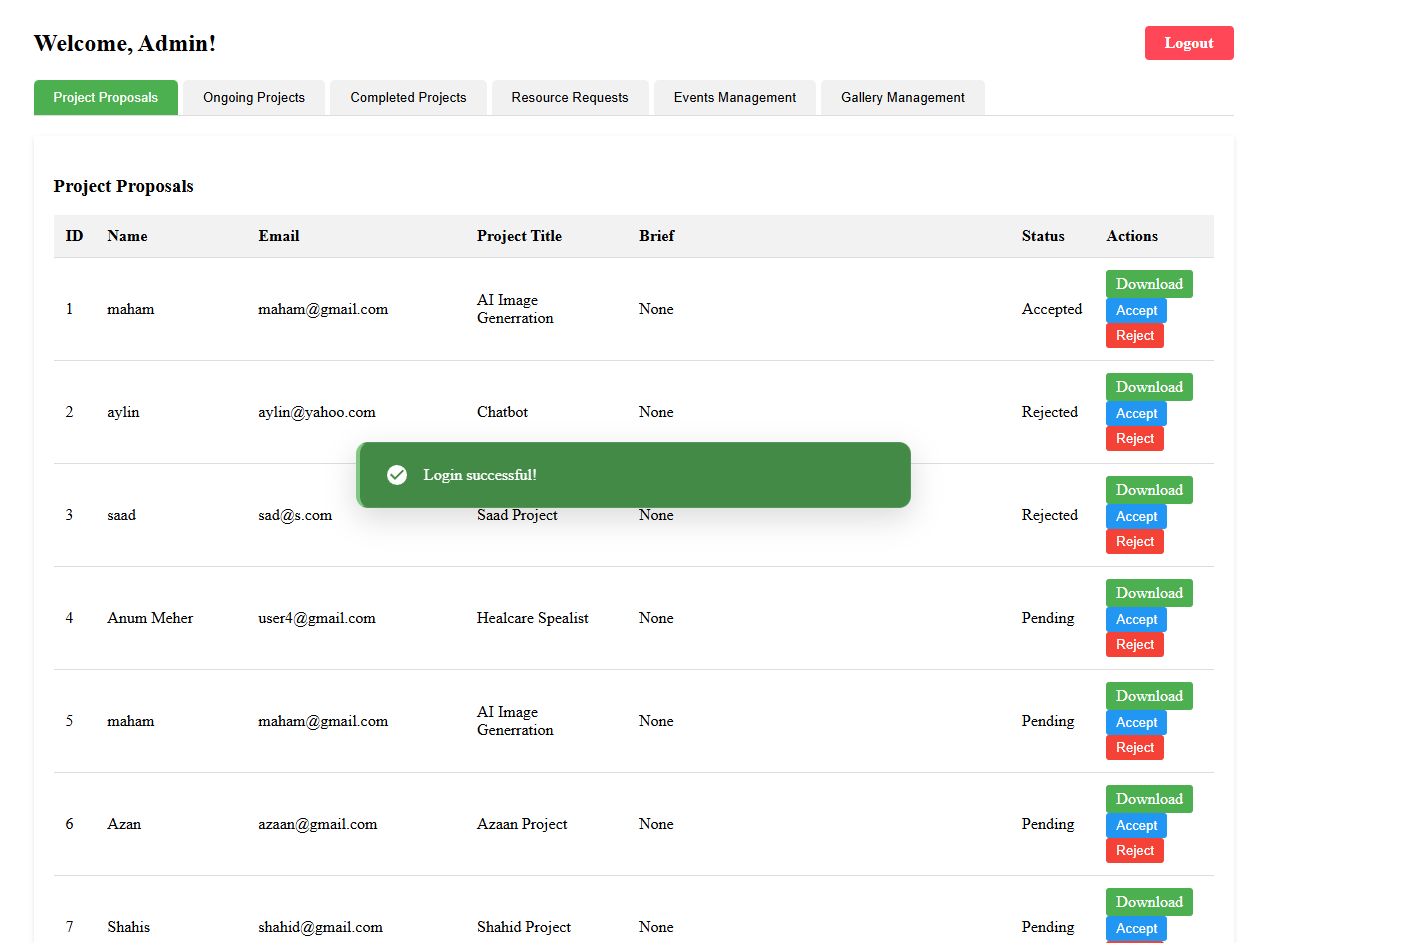 Welcome, Admin!
Logout
Project Proposals
Ongoing Projects
Completed Projects
Resource Requests
Events Management
Gallery Management
Project Proposals
ID Name Email Project Title Brief Status Actions
1 maham maham@gmail.com AI Image Generration None Accepted
Download
Accept
Reject
2 aylin aylin@yahoo.com Chatbot None Rejected
Download
Accept
Reject
Login successful!
3 saad sad@s.com Saad Project None Rejected
Download
Accept
Reject
4 Anum Meher user4@gmail.com Healcare Spealist None Pending
Download
Accept
Reject
5 maham maham@gmail.com AI Image Generration None Pending
Download
Accept
Reject
6 Azan azaan@gmail.com Azaan Project None Pending
Download
Accept
Reject
7 Shahis shahid@gmail.com Shahid Project None Pending
Download
Accept